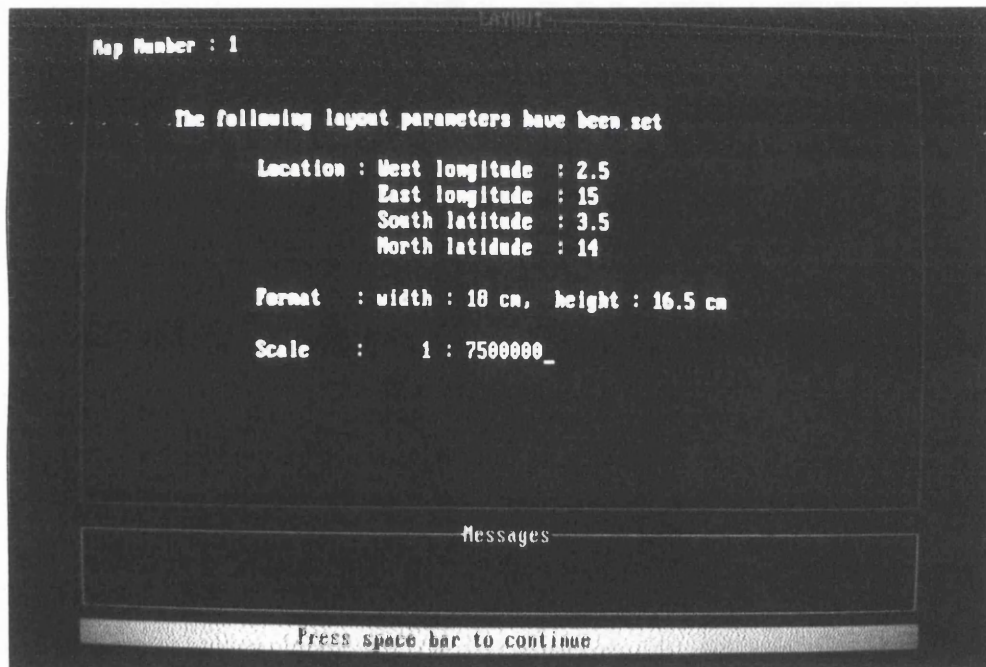 LAYOUT
Map Number : 1
The following layout parameters have been set
Location : West longitude : 2.5
East longitude : 15
South latitude : 3.5
North latidude : 14
Format : width : 18 cm, height : 16.5 cm
Scale : 1 : 7500000_
Messages
Press space bar to continue